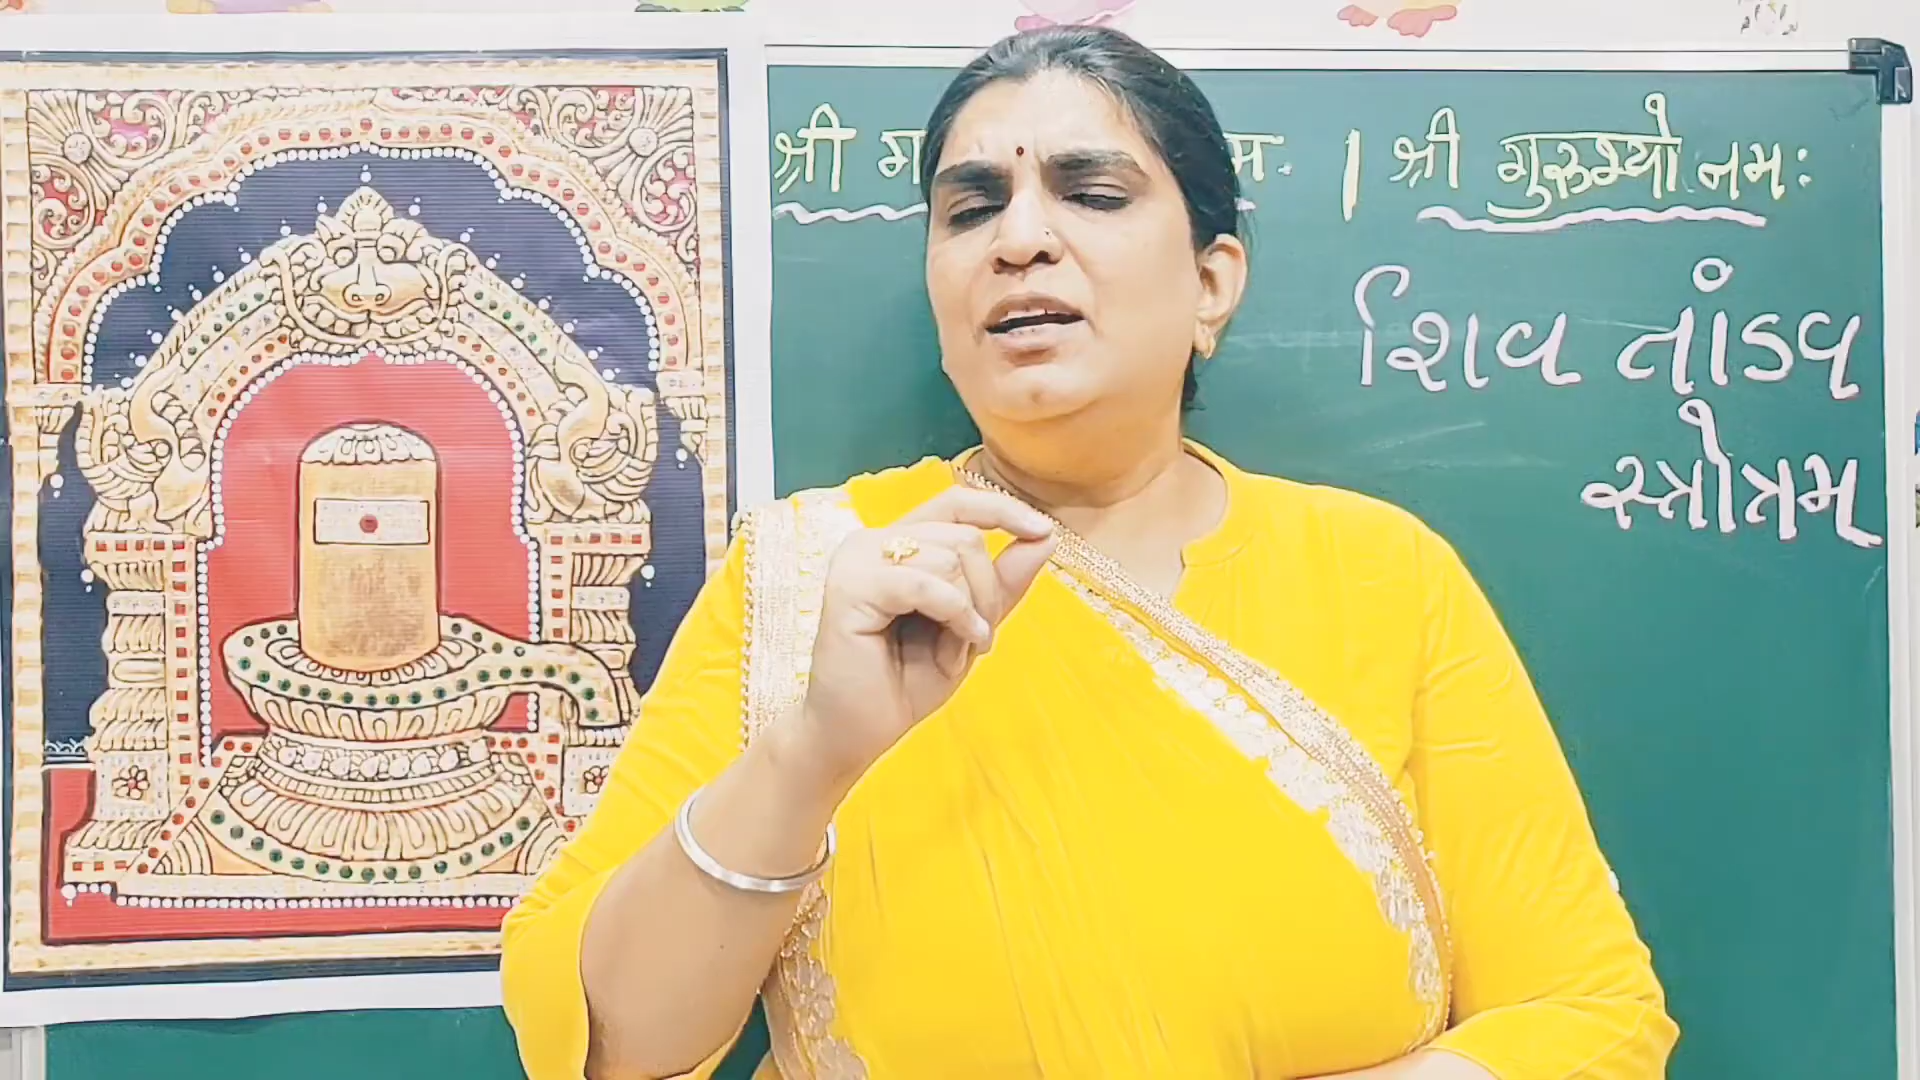 શ્રી ગ મઃ । શ્રી ગુરુભ્યો નમઃ
શિવ તાંડવ
સ્ત્રોત્રમ્